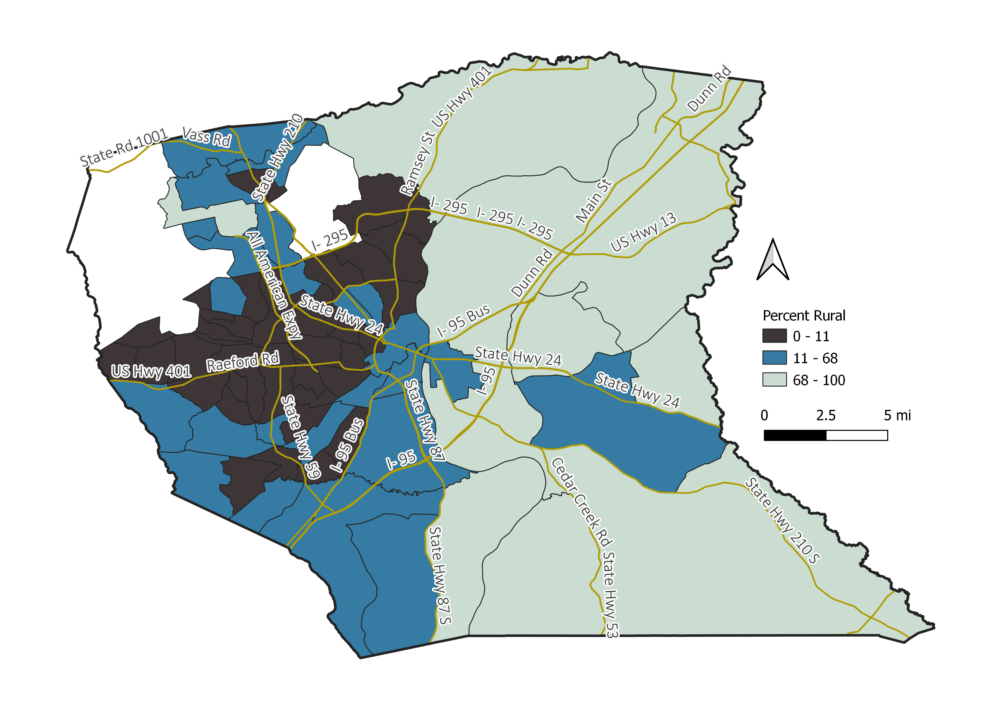 Dunn Rd
US Hwy 401
State Hwy 210
State Rd 1001
Vass Rd
Ramsey St
Main St
I- 295
I- 295
I- 295
I- 295
US Hwy 13
All American Expy
Dunn Rd
State Hwy 24
I- 95 Bus
Percent Rural
0 - 11
11 - 68
68 - 100
State Hwy 24
Raeford Rd
US Hwy 401
I- 95
State Hwy 24
0 2.5 5 mi
State Hwy 59
State Hwy 87
I- 95 Bus
I- 95
Cedar Creek Rd
State Hwy 210 S
State Hwy 87 S
State Hwy 53